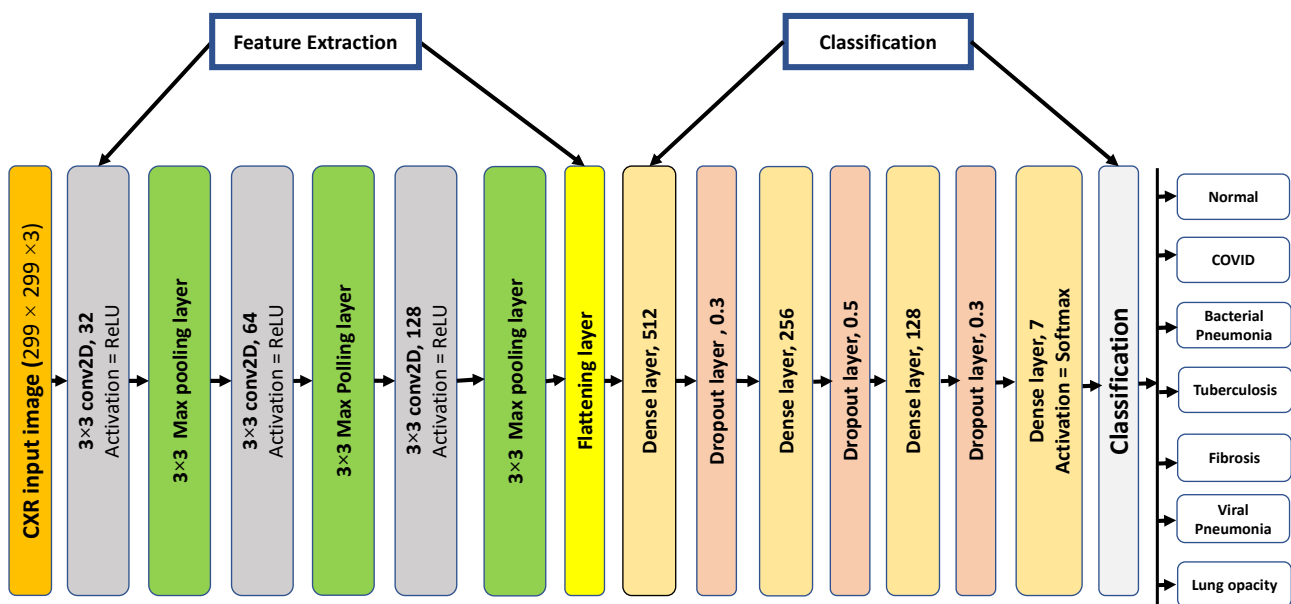 Feature Extraction
Classification
CXR input image (299 × 299 ×3)
3×3 conv2D, 32
Activation = ReLU
3×3 Max pooling layer
3×3 conv2D, 64
Activation = ReLU
3×3 Max Polling layer
3×3 conv2D, 128
Activation = ReLU
3×3 Max pooling layer
Flattening layer
Dense layer, 512
Dropout layer , 0.3
Dense layer, 256
Dropout layer, 0.5
Dense layer, 128
Dropout layer, 0.3
Dense layer, 7
Activation = Softmax
Classification
Normal
COVID
Bacterial
Pneumonia
Tuberculosis
Fibrosis
Viral
Pneumonia
Lung opacity